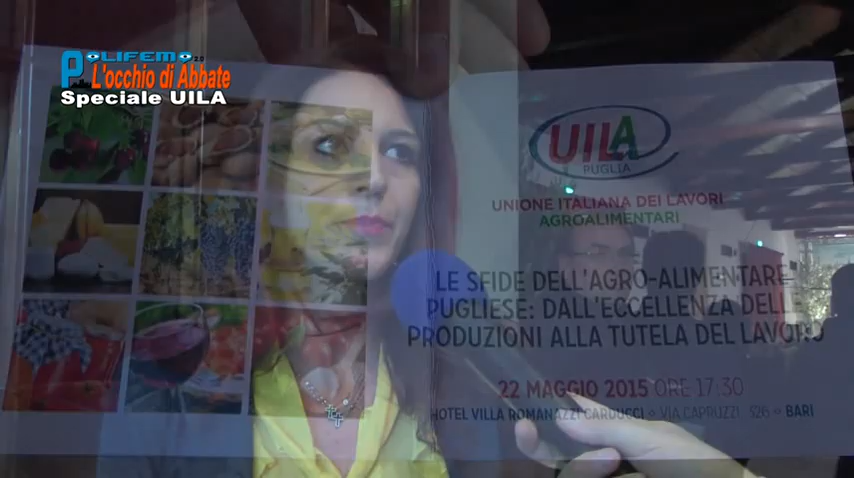 POLIFEMO 2.0
L'occhio di Abbate
Speciale UILA
UILA
PUGLIA
UNIONE ITALIANA DEI LAVORI
AGROALIMENTARI
LE SFIDE DELL'AGRO-ALIMENTARE
PUGLIESE: DALL'ECCELLENZA DELLE
PRODUZIONI ALLA TUTELA DEL LAVORO
22 MAGGIO 2015 ORE 17:30
HOTEL VILLA ROMANAZZI CARDUCCI VIA CAPRUZZI, 326 BARI